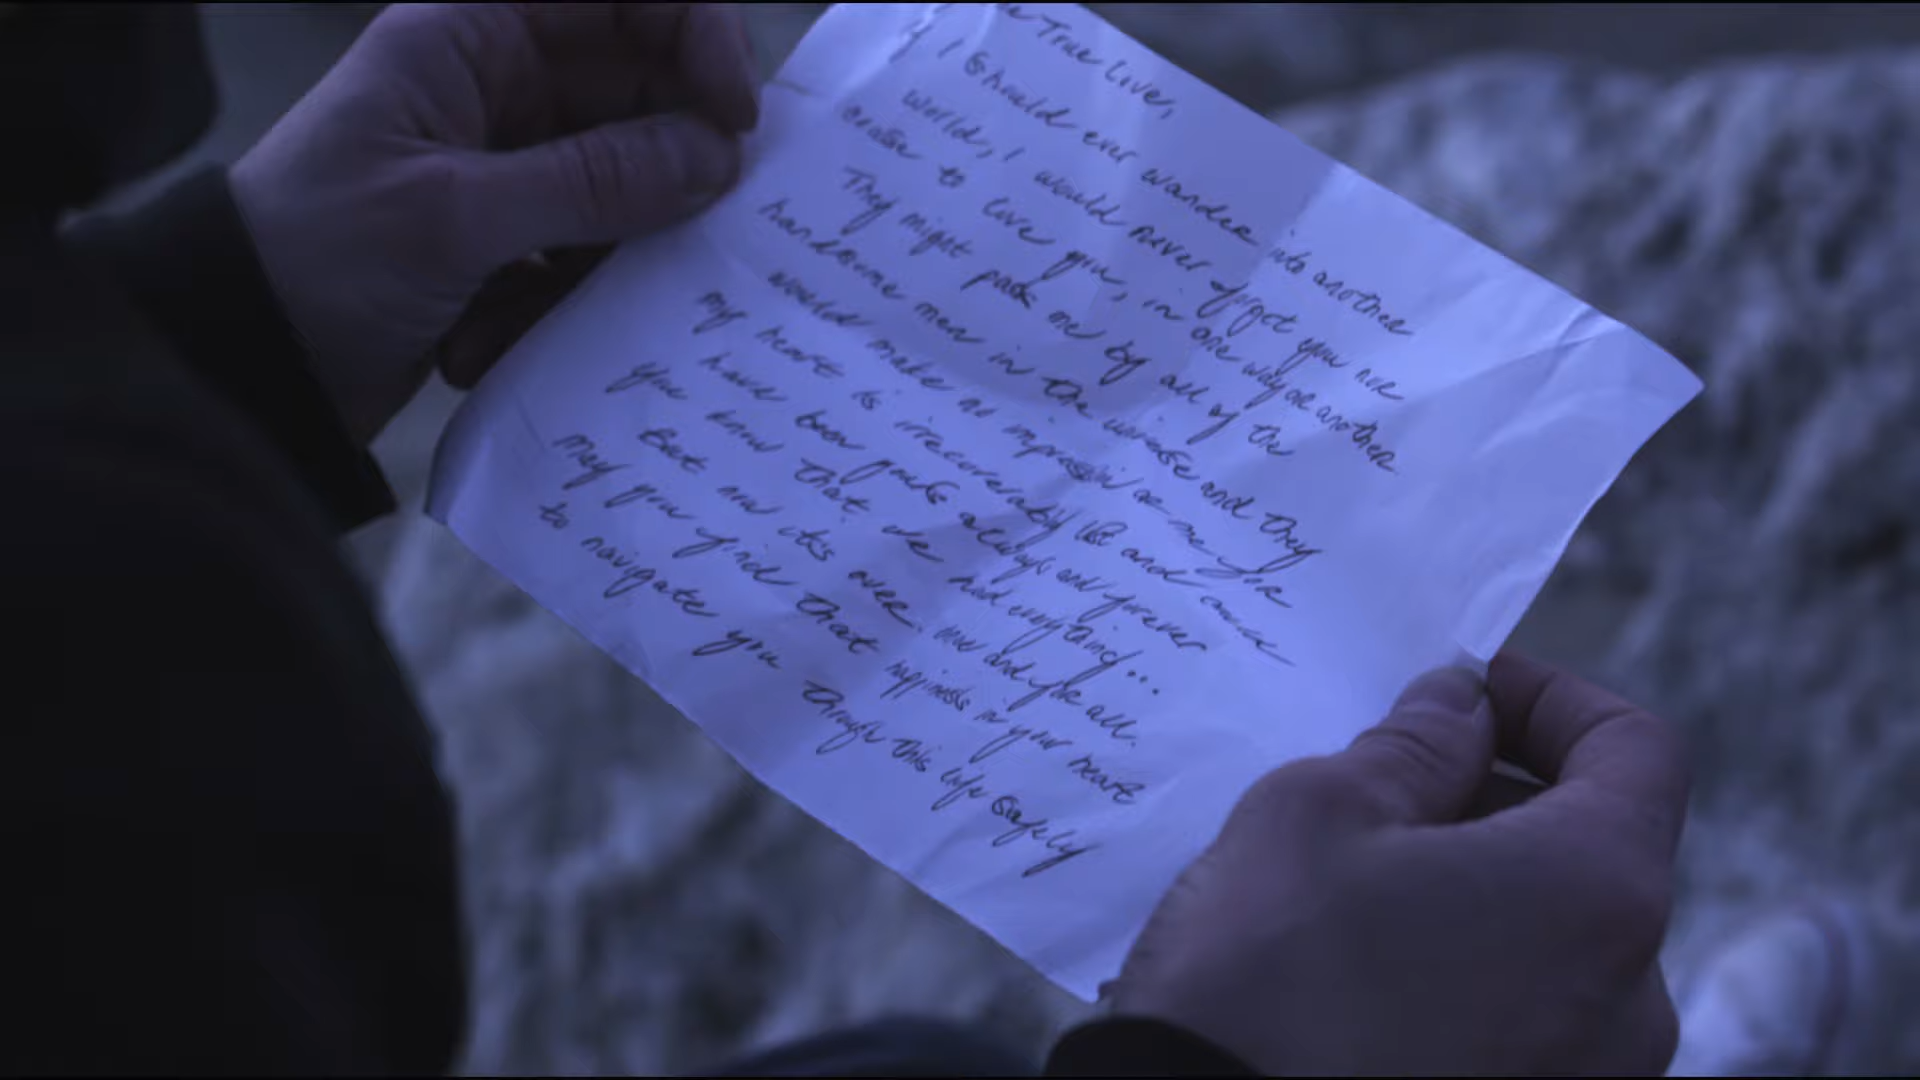 True Love,
if I should ever wander into another
world, I would never forget you nor
cease to love you, in one way or another.
They might pass me by all of the
handsome men in the universe and they
would make no impression on me for
my heart is irrecoverably lost and
have been yours always and forever
you know that we had everything...
But now it's over. once and for all.
May you find that happiness in your heart
to navigate you through this life safely